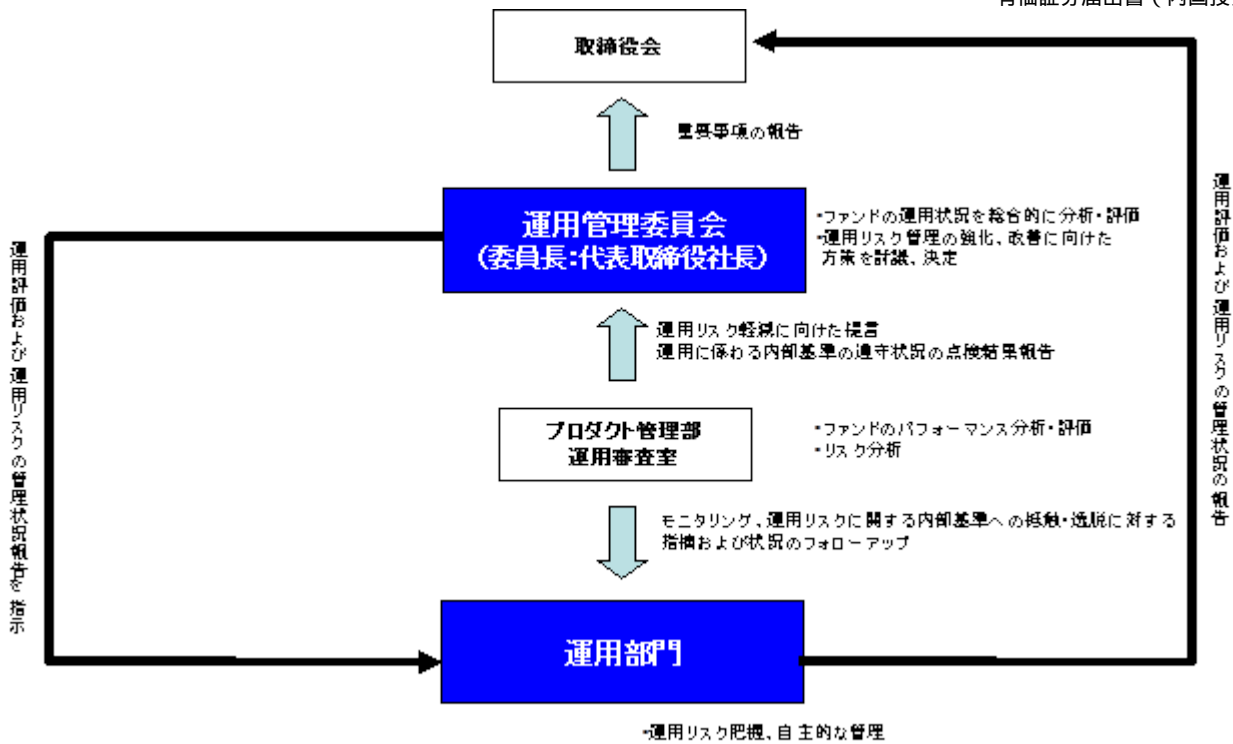 有価証券届出書（内国投
取締役会
重要事項の報告
運用管理委員会
(委員長:代表取締役社長)
・ファンドの運用状況を総合的に分析・評価
・運用リスク管理の強化、改善に向けた
方策を討議、決定
運用リスク軽減に向けた提言
運用に係わる内部基準の遵守状況の点検結果報告
プロダクト管理部
運用審査室
・ファンドのパフォーマンス分析・評価
・リスク分析
モニタリング、運用リスクに関する内部基準への抵触・逸脱に対する
指摘および状況のフォローアップ
運用部門
・運用リスク把握、自主的な管理
運用評価および運用リスクの管理状況報告を指示
運用評価および運用リスクの管理状況の報告